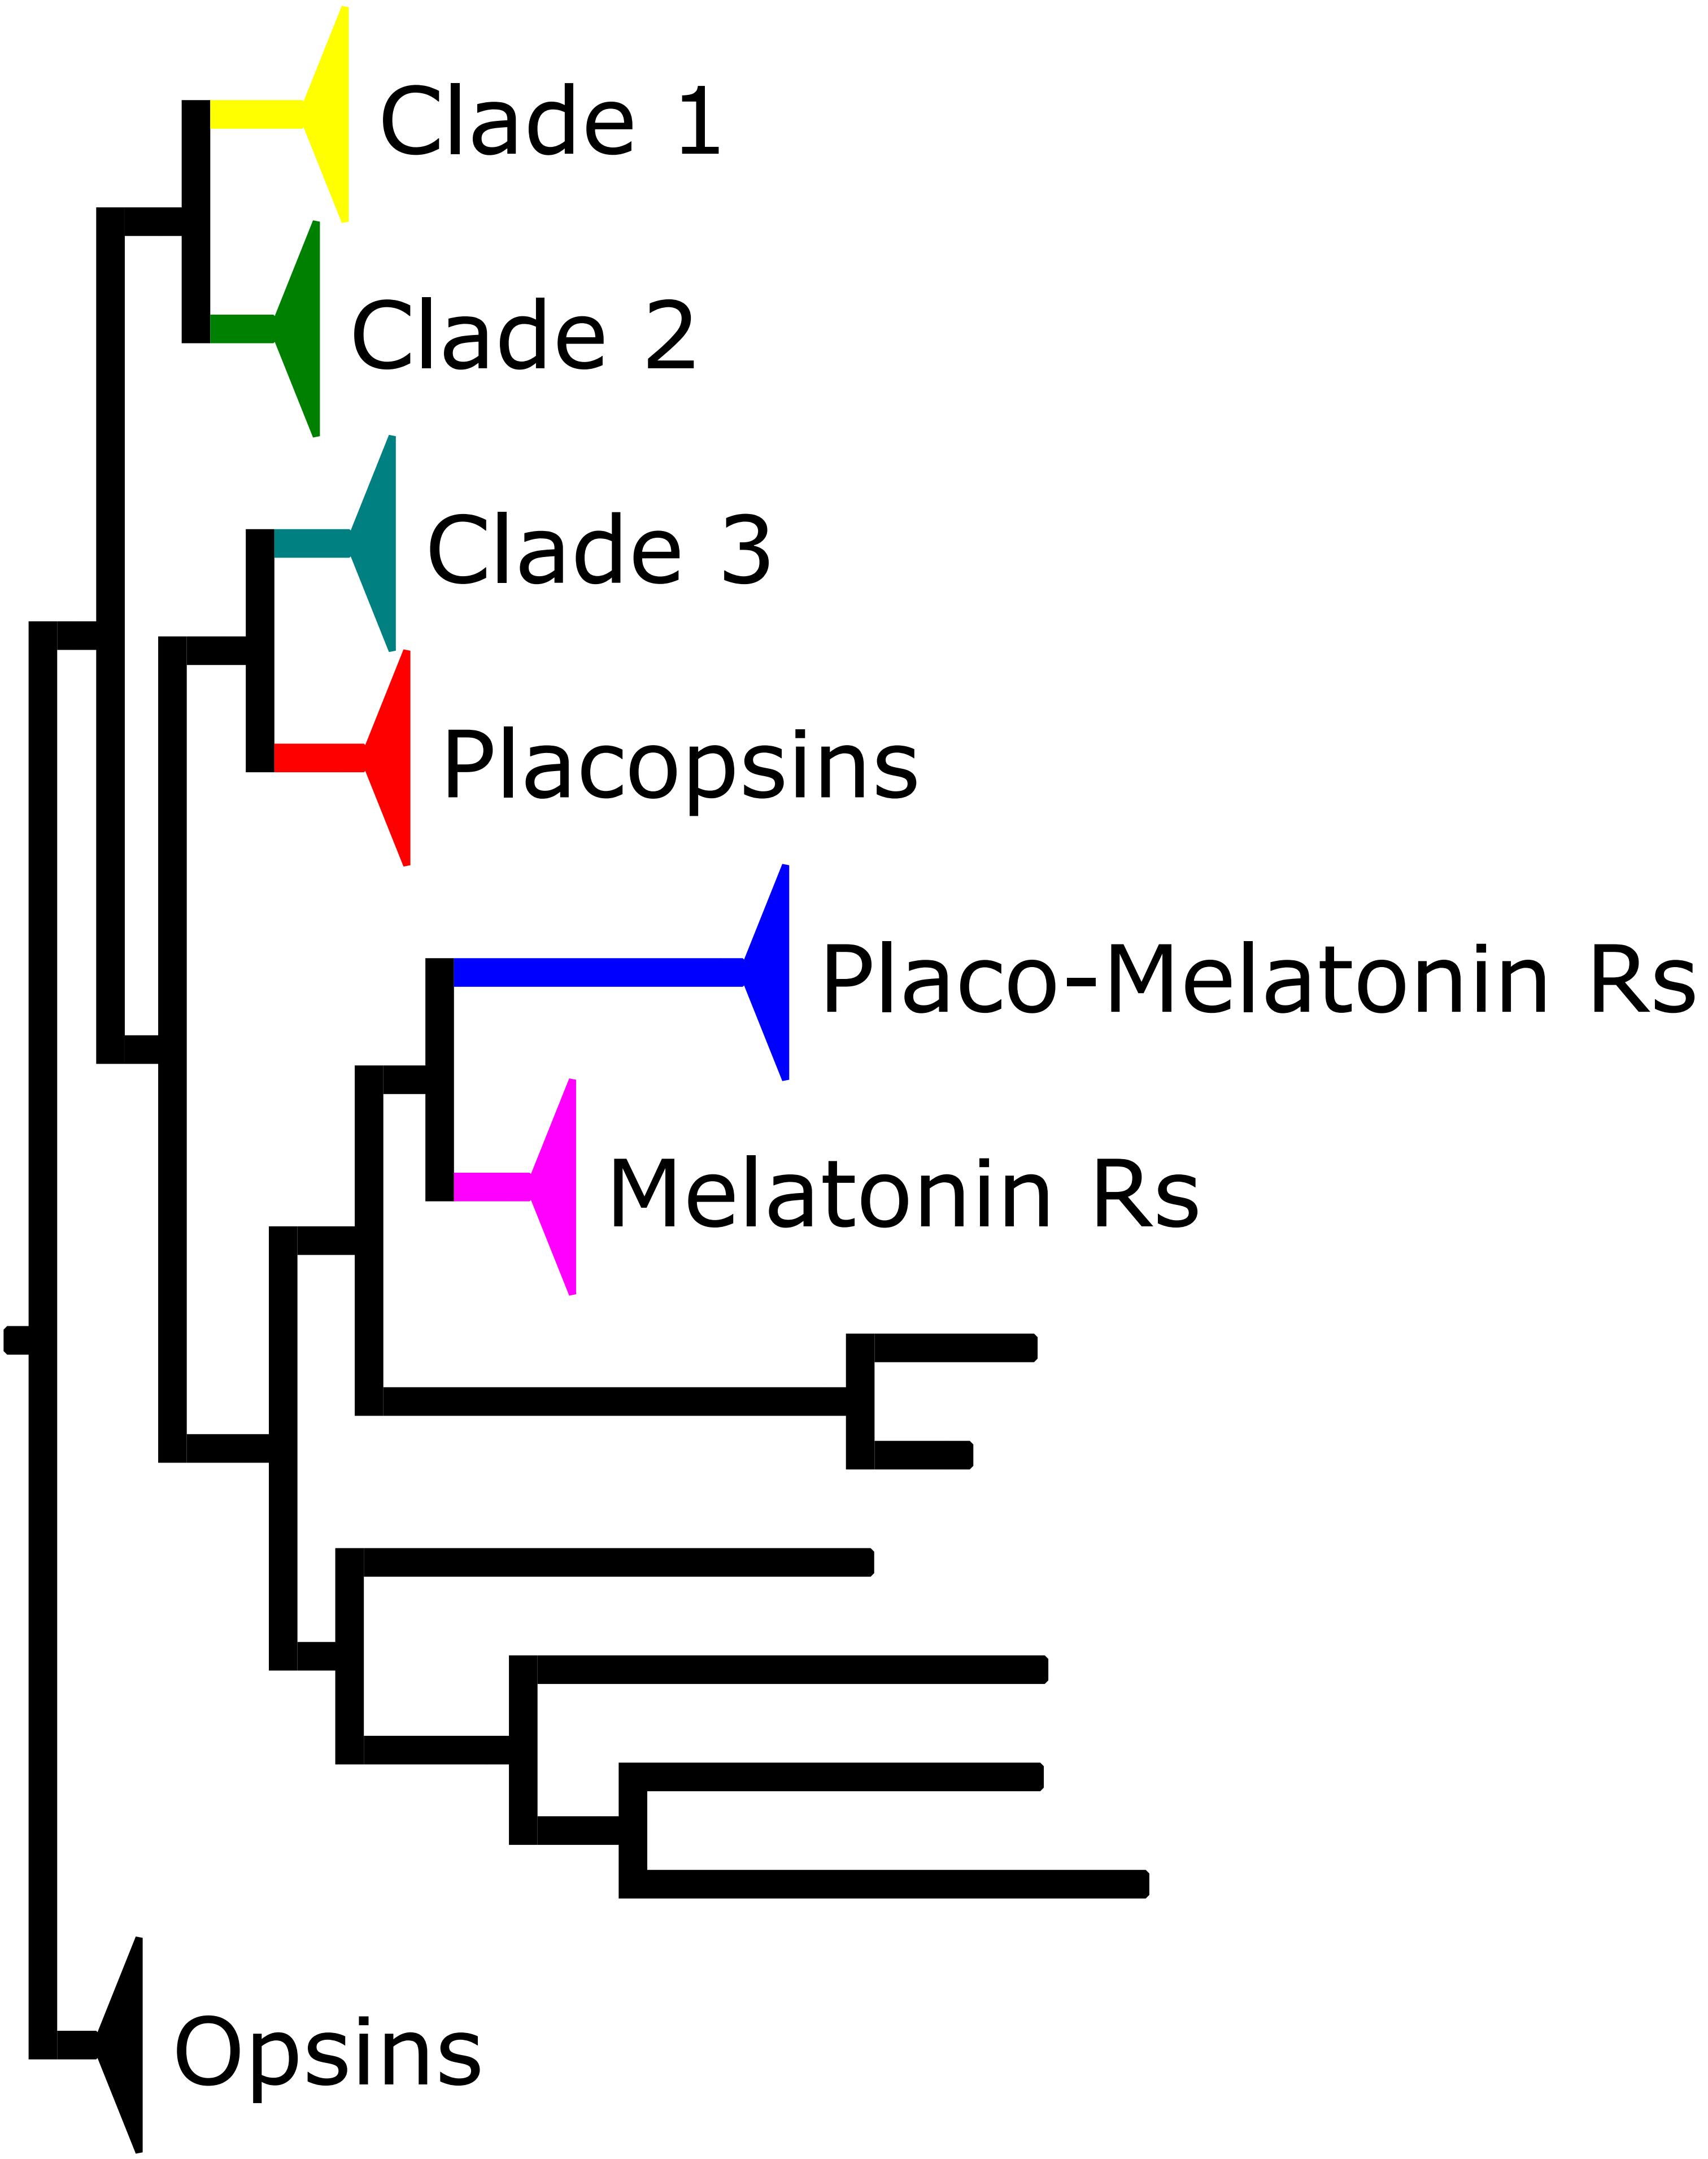 Clade 1
Clade 2
Clade 3
Placopsins
Placo-Melatonin Rs
Melatonin Rs
Opsins